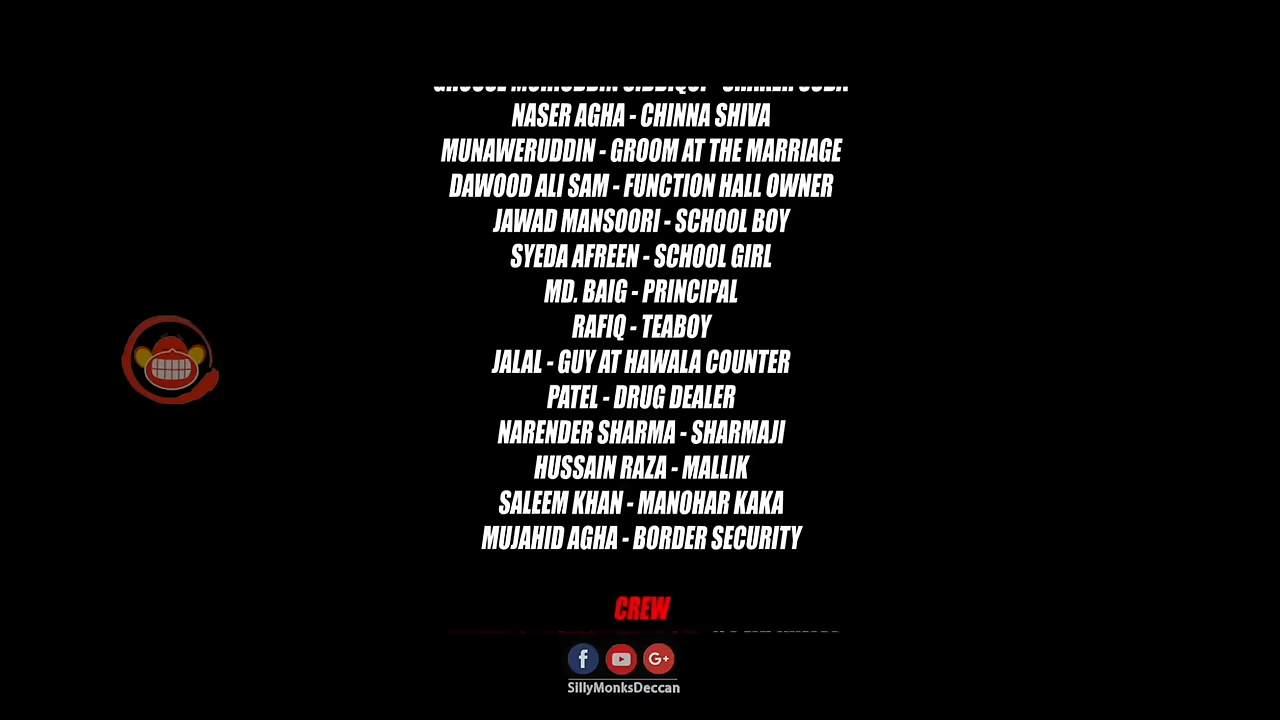 NASER AGHA - CHINNA SHIVA
MUNAWERUDDIN - GROOM AT THE MARRIAGE
DAWOOD ALI SAM - FUNCTION HALL OWNER
JAWAD MANSOORI - SCHOOL BOY
SYEDA AFREEN - SCHOOL GIRL
MD. BAIG - PRINCIPAL
RAFIQ - TEABOY
JALAL - GUY AT HAWALA COUNTER
PATEL - DRUG DEALER
NARENDER SHARMA - SHARMAJI
HUSSAIN RAZA - MALLIK
SALEEM KHAN - MANOHAR KAKA
MUJAHID AGHA - BORDER SECURITY
CREW
f G+
SillyMonksDeccan